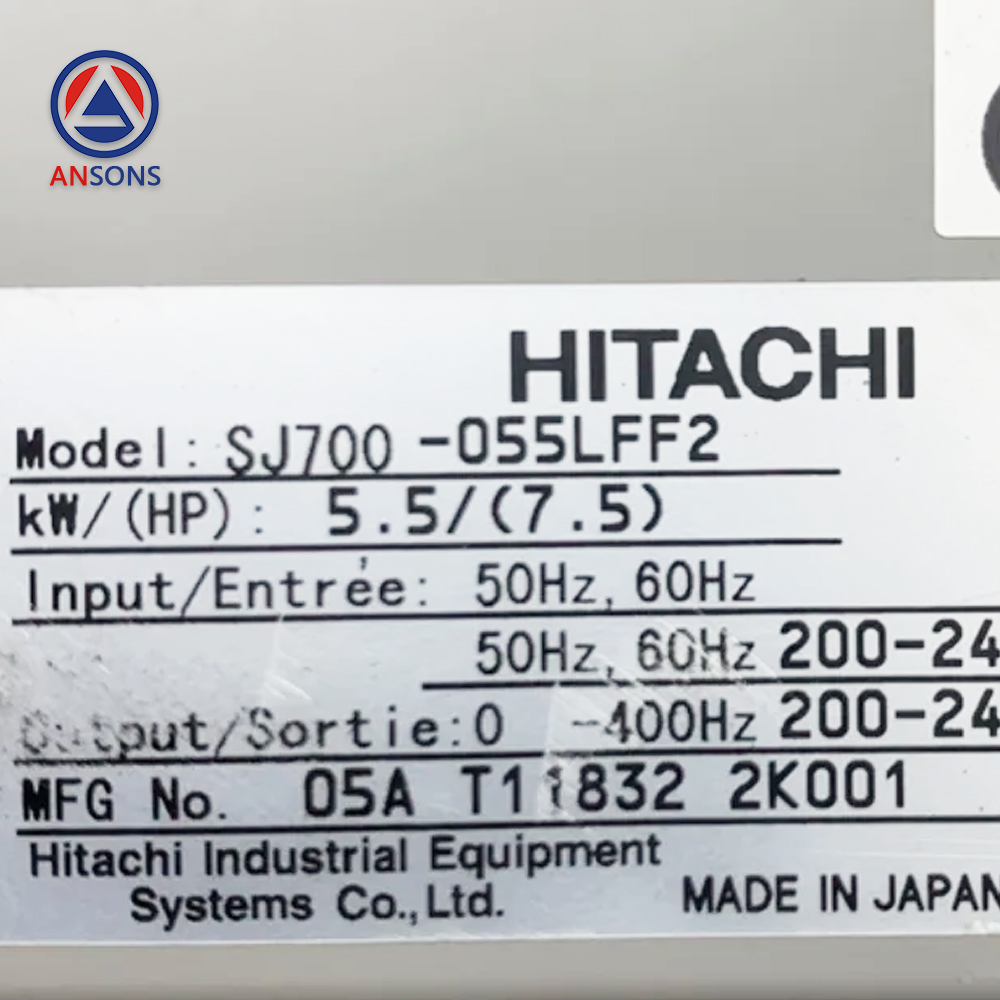 ANSONS
HITACHI
Model: SJ700 -055LFF2
kW/(HP): 5.5/(7.5)
Input/Entrée: 50Hz, 60Hz
50Hz, 60Hz 200-24
Output/Sortie:0 -400Hz 200-24
MFG No. 05A T11832 2K001
Hitachi Industrial Equipment
Systems Co., Ltd.
MADE IN JAPAN